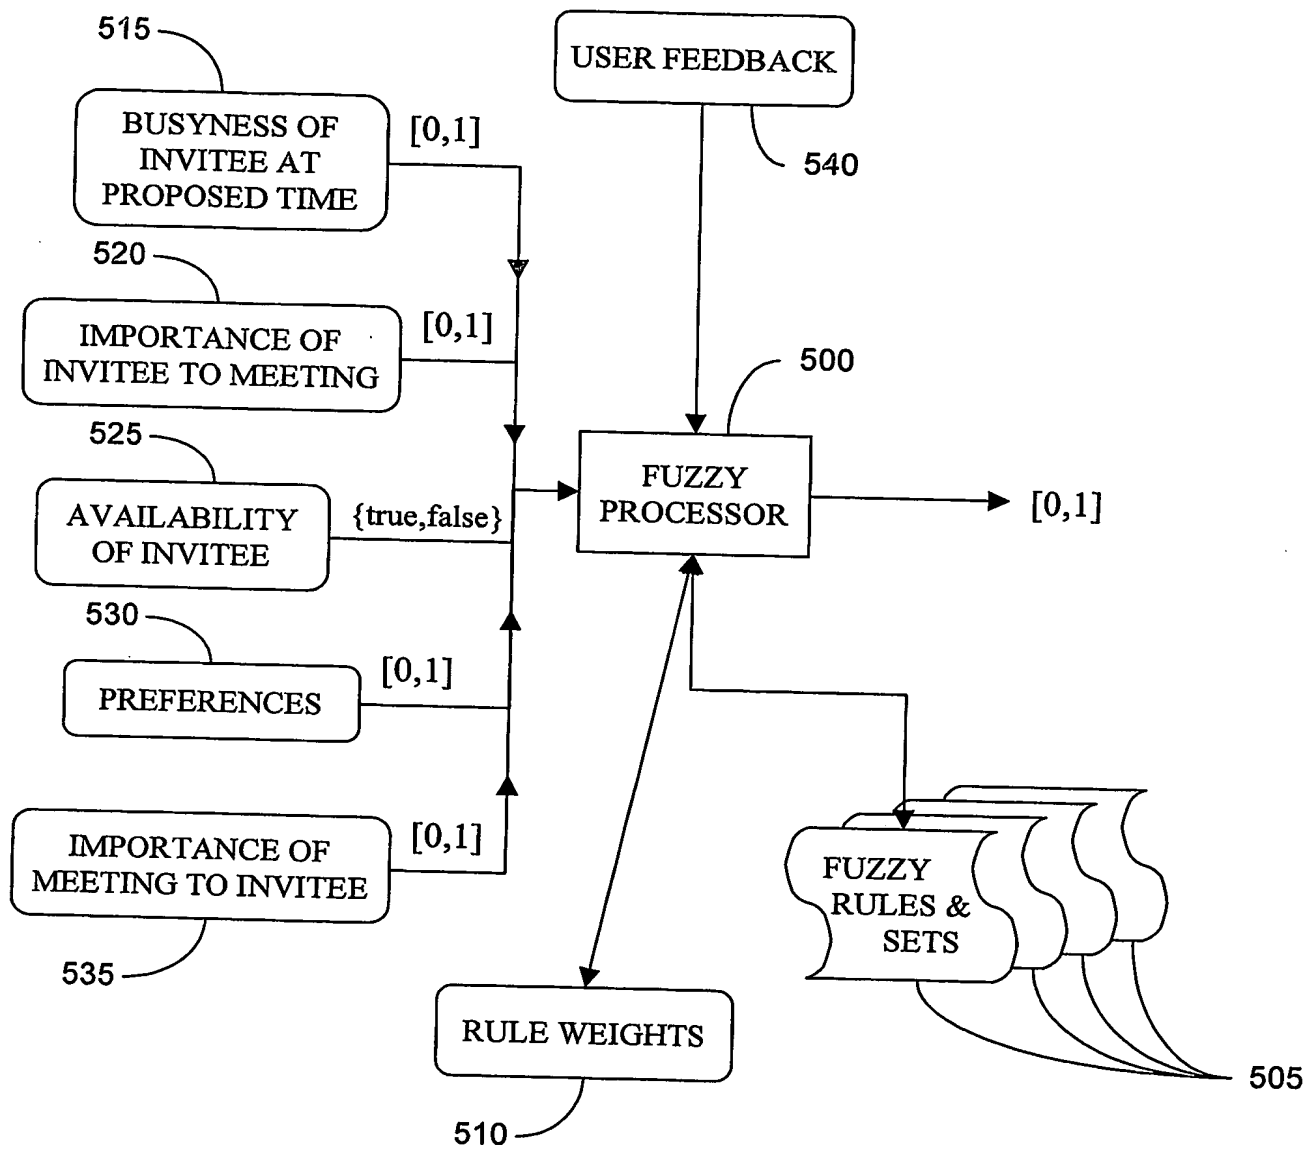 515
BUSYNESS OF
INVITEE AT
PROPOSED TIME
[0,1]
USER FEEDBACK
540
520
IMPORTANCE OF
INVITEE TO MEETING
[0,1]
500
FUZZY
PROCESSOR
[0,1]
525
AVAILABILITY
OF INVITEE
{true,false}
530
PREFERENCES
[0,1]
IMPORTANCE OF
MEETING TO INVITEE
[0,1]
535
FUZZY
RULES &
SETS
505
RULE WEIGHTS
510